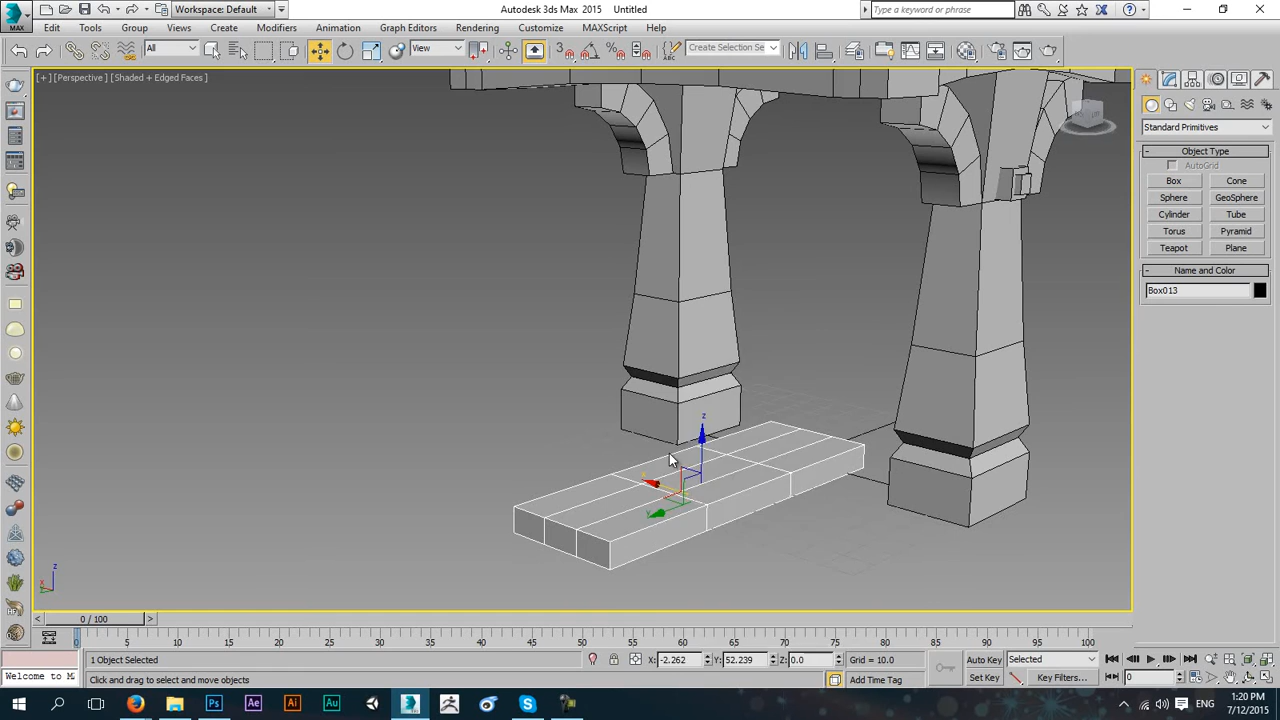 MAX
Workspace: Default
Autodesk 3ds Max 2015 Untitled
Type a keyword or phrase
Edit Tools Group Views Create Modifiers Animation Graph Editors Rendering Customize MAXScript Help
All View 3 Create Selection Se
[+] [Perspective] [Shaded + Edged Faces]
Standard Primitives
- Object Type
AutoGrid
Box Cone
Sphere GeoSphere
Cylinder Tube
Torus Pyramid
Teapot Plane
- Name and Color
Box013
z
x
y
z
x
< 0 / 100 >
0 5 10 15 20 25 30 35 40 45 50 55 60 65 70 75 80 85 90 95 100
1 Object Selected X: -2.262 Y: 52.239 Z: 0.0 Grid = 10.0 Auto Key Selected
Welcome to M Click and drag to select and move objects Add Time Tag Set Key Key Filters... 0
Ps Ae Ai Au ENG
1:20 PM
7/12/2015